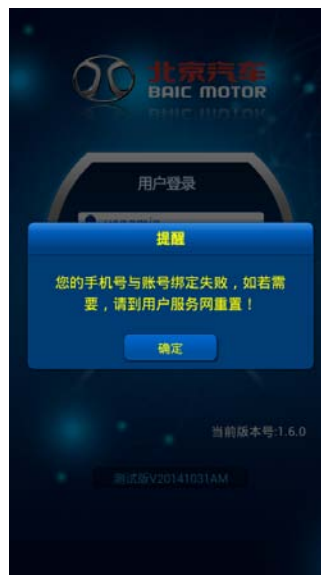 北京汽车
BAIC MOTOR
用户登录
提醒
您的手机号与账号绑定失败，如若需
要，请到用户服务网重置！
确定
当前版本号:1.6.0
测试版V20141031AM